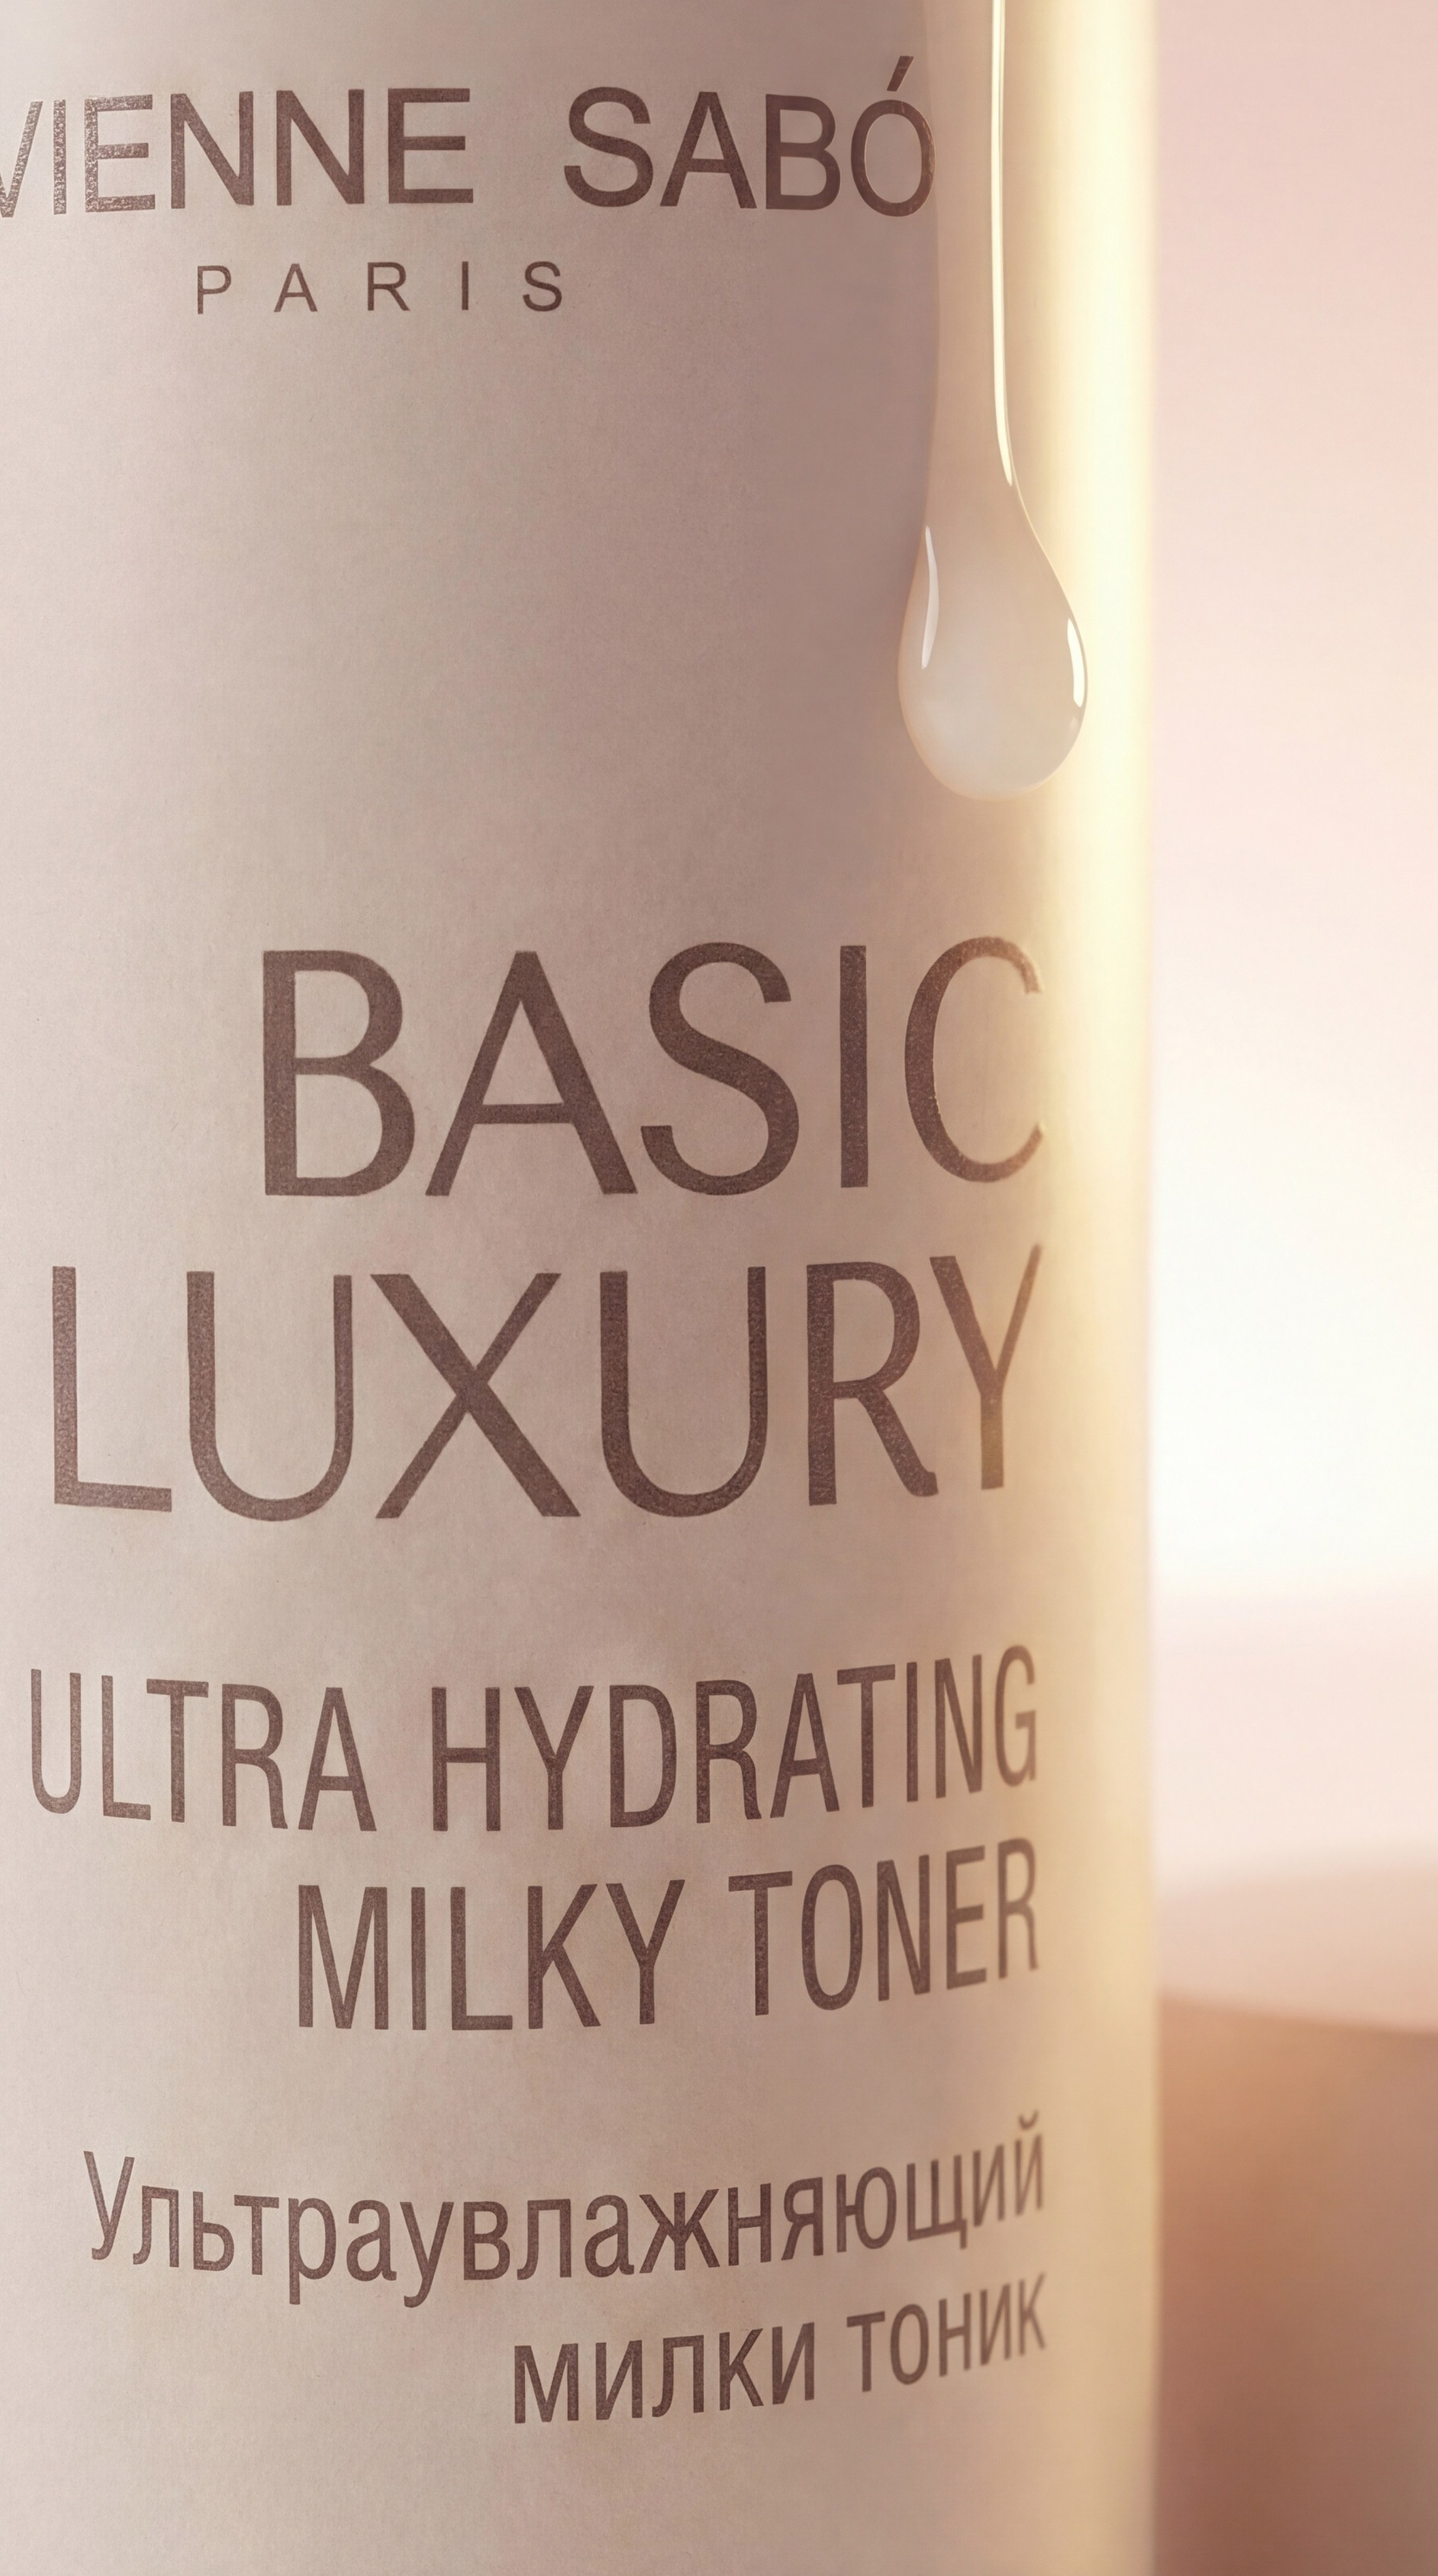 VIENNE SABÓ
PARIS
BASIC
LUXURY
ULTRA HYDRATING
MILKY TONER
Ультраувлажняющий
милки тоник